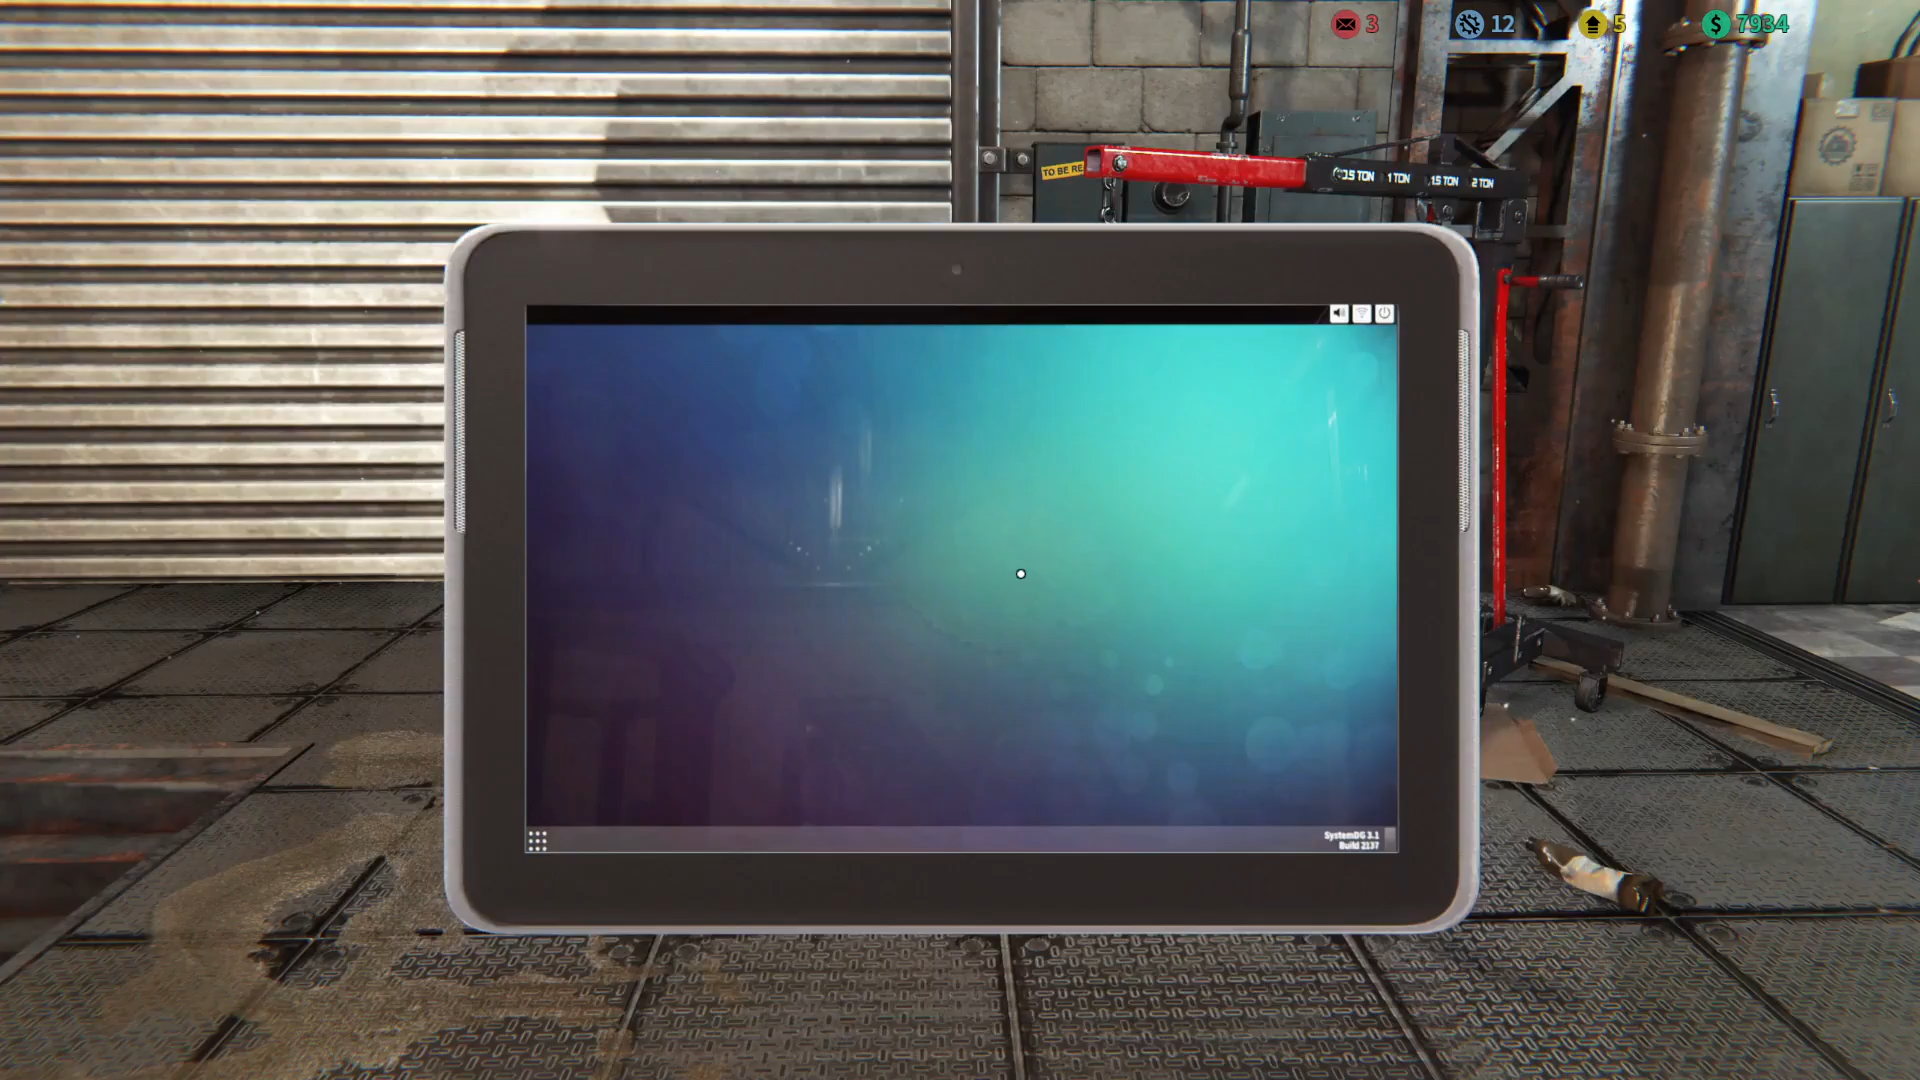 3
12
5
$ 7934
TO BE RE
0.5 TON 1 TON 1.5 TON 2 TON
SystemDG 3.1
Build 2137